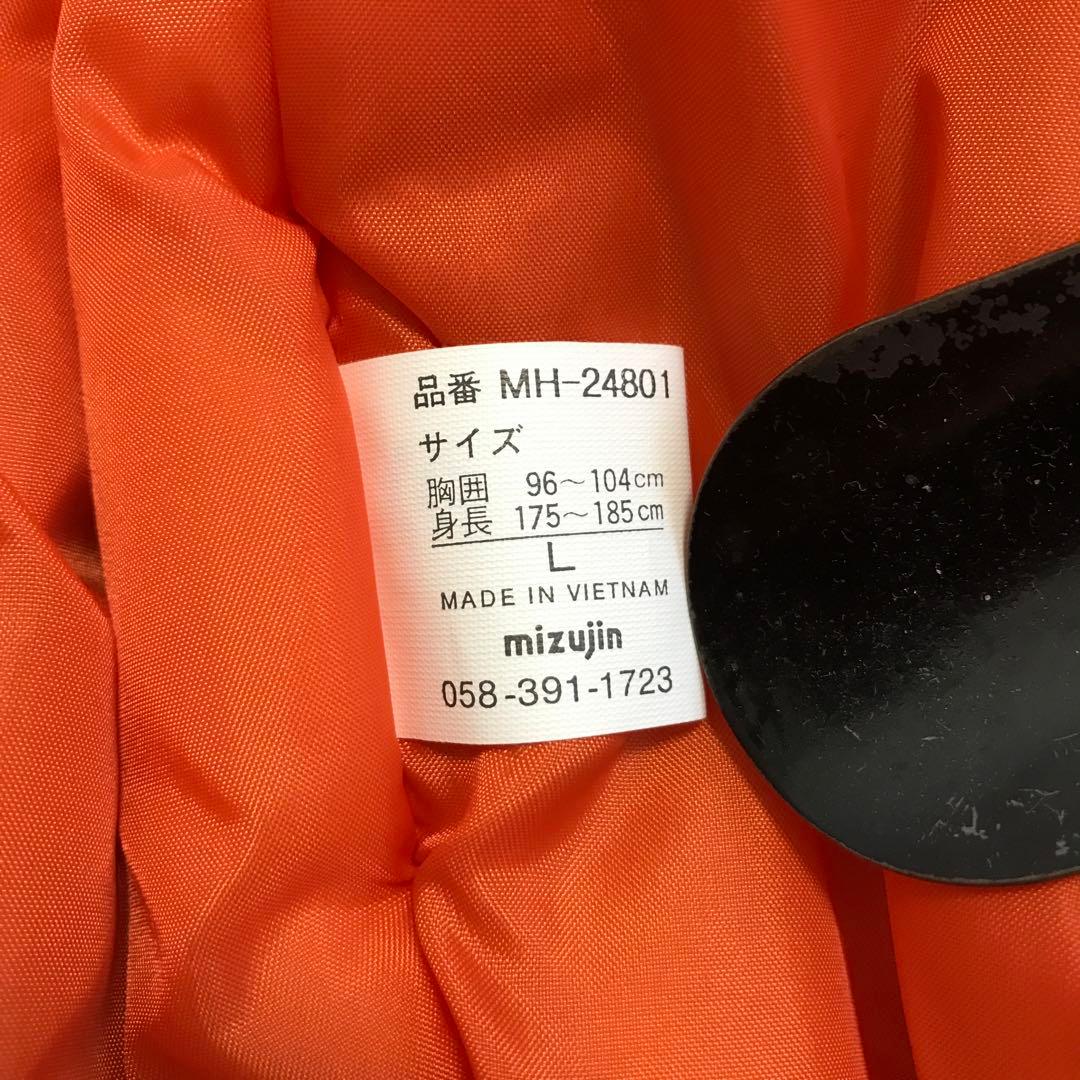 品番 MH-24801
サイズ
胸囲 96～104cm
身長 175～185cm
L
MADE IN VIETNAM
mizujin
058-391-1723